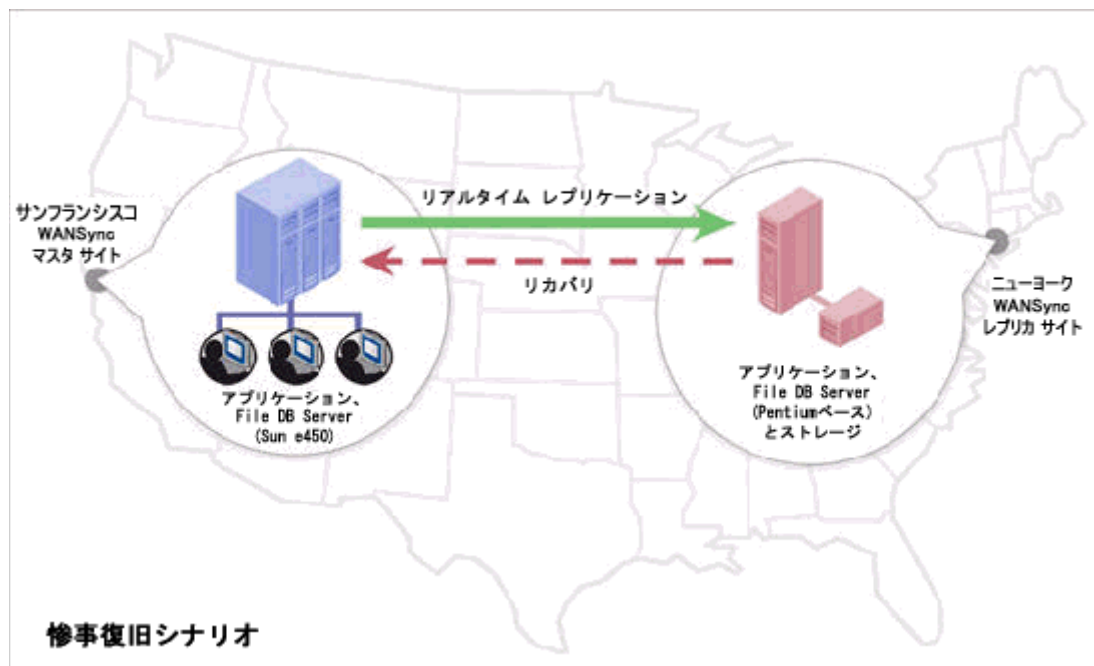 サンフランシスコ
WANSync
マスタ サイト
リアルタイム レプリケーション
リカバリ
アプリケーション、
File DB Server
(Sun e450)
アプリケーション、
File DB Server
(Pentiumベース)
とストレージ
ニューヨーク
WANSync
レプリカ サイト
惨事復旧シナリオ